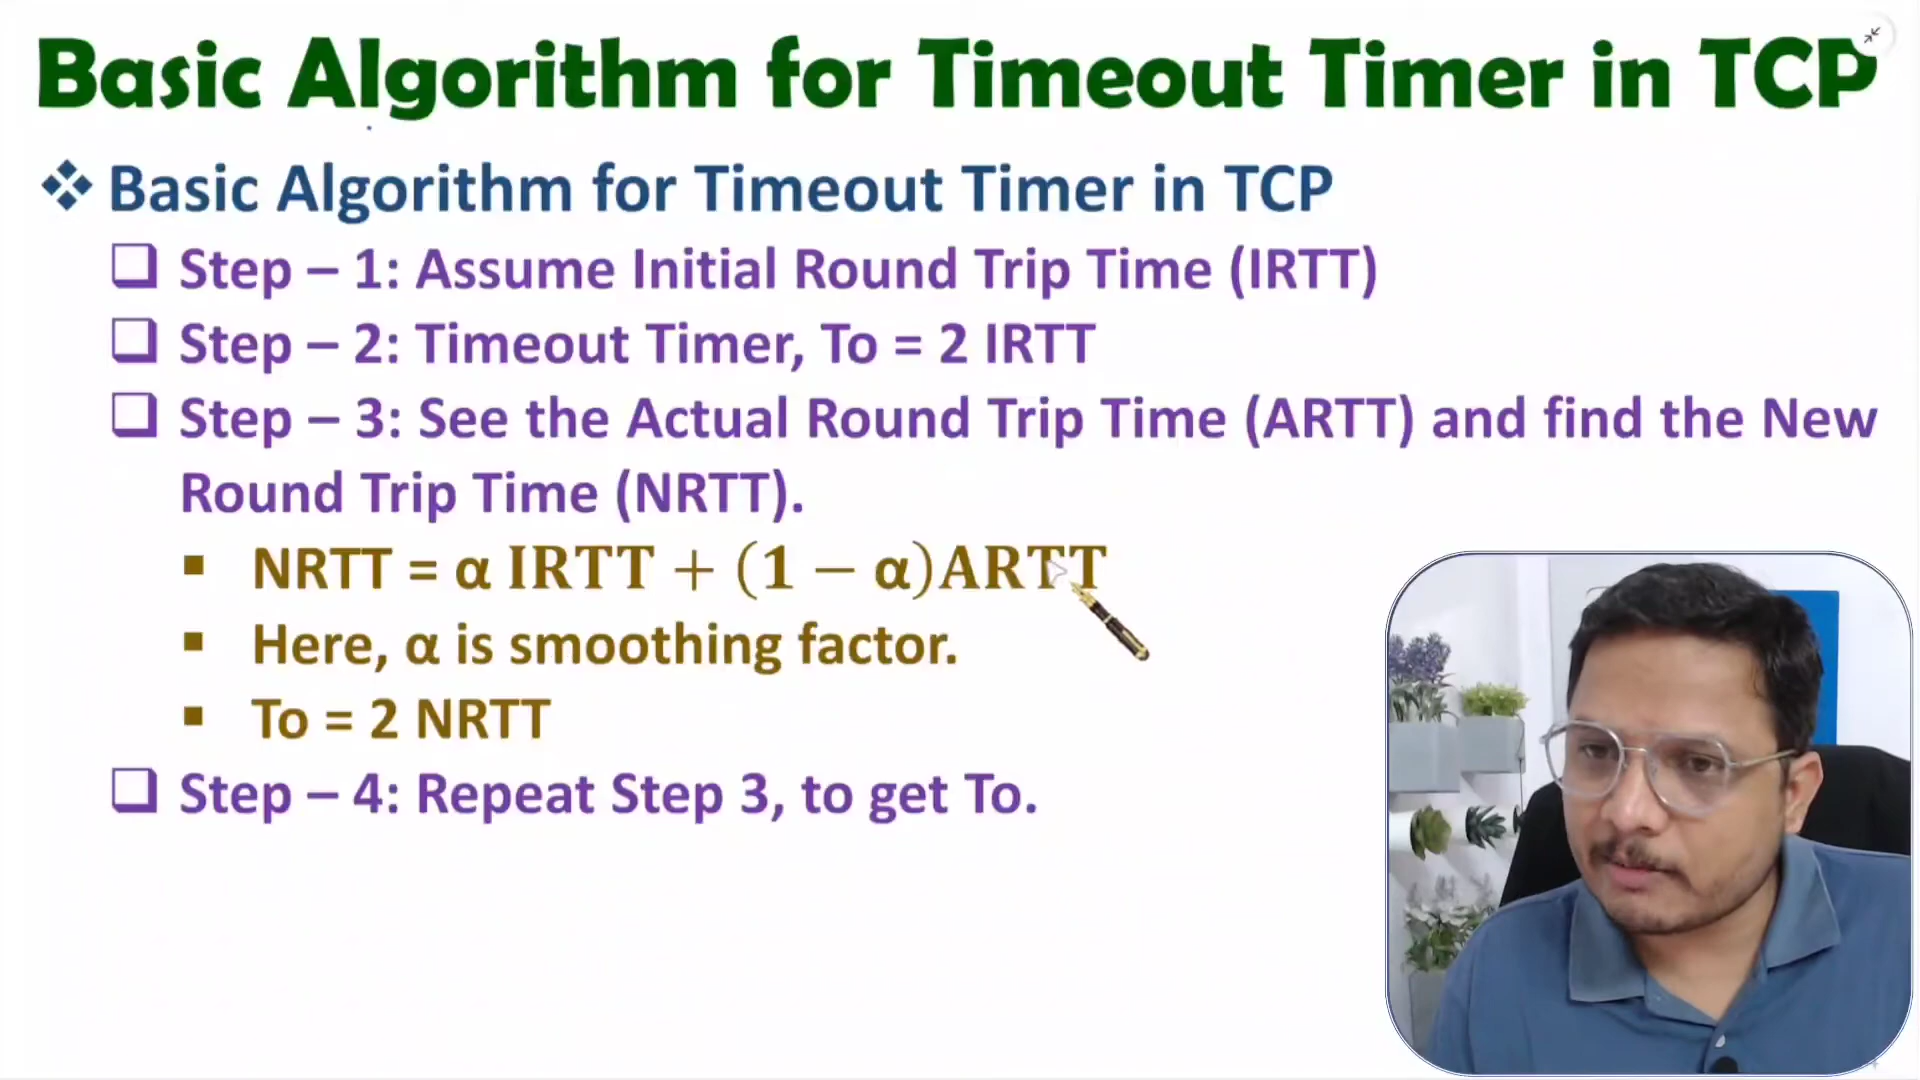 Basic Algorithm for Timeout Timer in TCP
Basic Algorithm for Timeout Timer in TCP
Step – 1: Assume Initial Round Trip Time (IRTT)
Step – 2: Timeout Timer, To = 2 IRTT
Step – 3: See the Actual Round Trip Time (ARTT) and find the New
Round Trip Time (NRTT).
NRTT = α IRTT + (1 − α)ARTT
Here, α is smoothing factor.
To = 2 NRTT
Step – 4: Repeat Step 3, to get To.